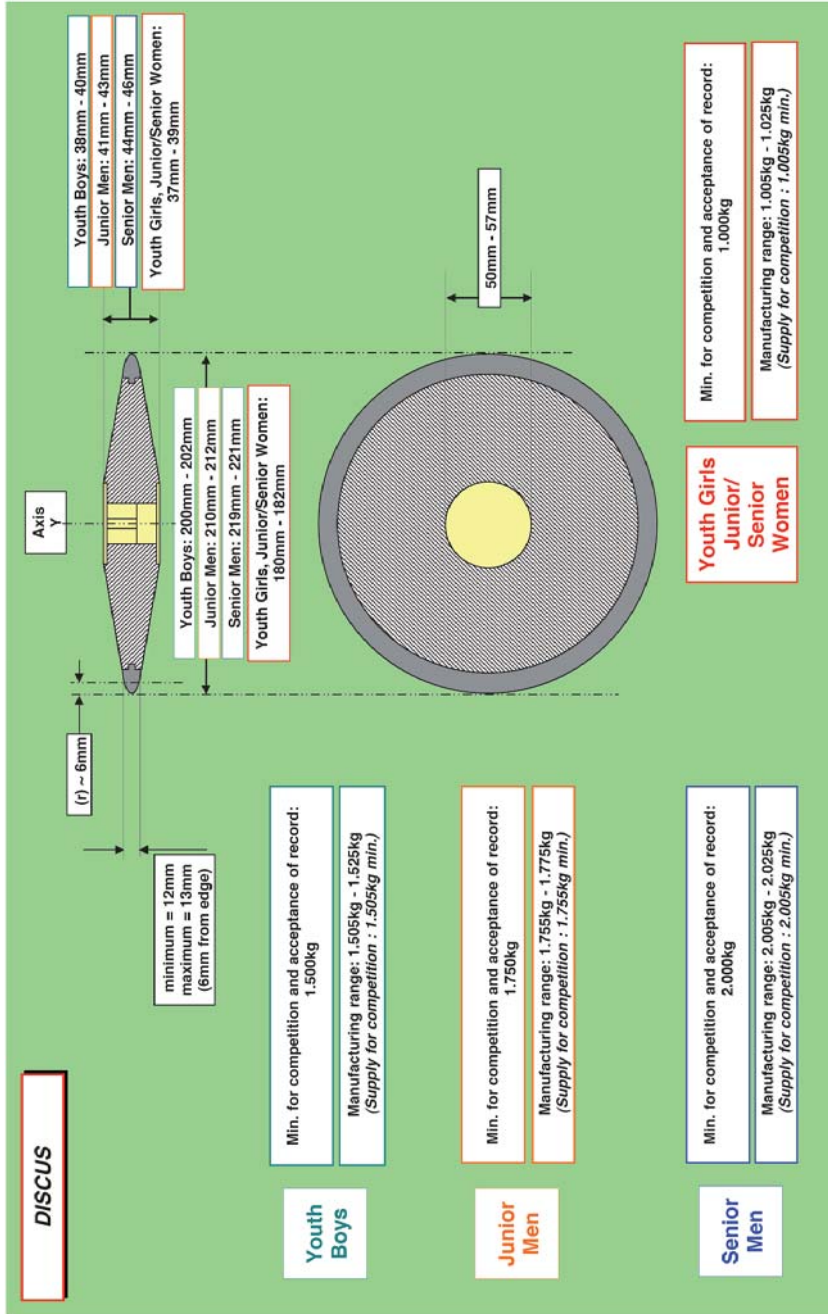 DISCUS
(r) ~ 6mm
minimum = 12mm
maximum = 13mm
(6mm from edge)
Axis
Y
Youth Boys: 38mm - 40mm
Junior Men: 41mm - 43mm
Senior Men: 44mm - 46mm
Youth Girls, Junior/Senior Women:
37mm - 39mm
Youth Boys: 200mm - 202mm
Junior Men: 210mm - 212mm
Senior Men: 219mm - 221mm
Youth Girls, Junior/Senior Women:
180mm - 182mm
50mm - 57mm
Youth
Boys
Min. for competition and acceptance of record:
1.500kg
Manufacturing range: 1.505kg - 1.525kg
(Supply for competition : 1.505kg min.)
Junior
Men
Min. for competition and acceptance of record:
1.750kg
Manufacturing range: 1.755kg - 1.775kg
(Supply for competition : 1.755kg min.)
Senior
Men
Min. for competition and acceptance of record:
2.000kg
Manufacturing range: 2.005kg - 2.025kg
(Supply for competition : 2.005kg min.)
Youth Girls
Junior/
Senior
Women
Min. for competition and acceptance of record:
1.000kg
Manufacturing range: 1.005kg - 1.025kg
(Supply for competition : 1.005kg min.)